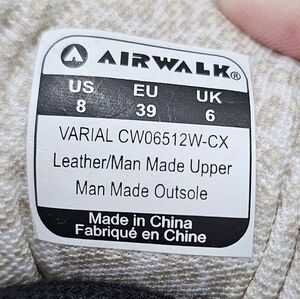 AIRWALK®
US EU UK
8 39 6
VARIAL CW06512W-CX
Leather/Man Made Upper
Man Made Outsole
Made in China
Fabriqué en Chine